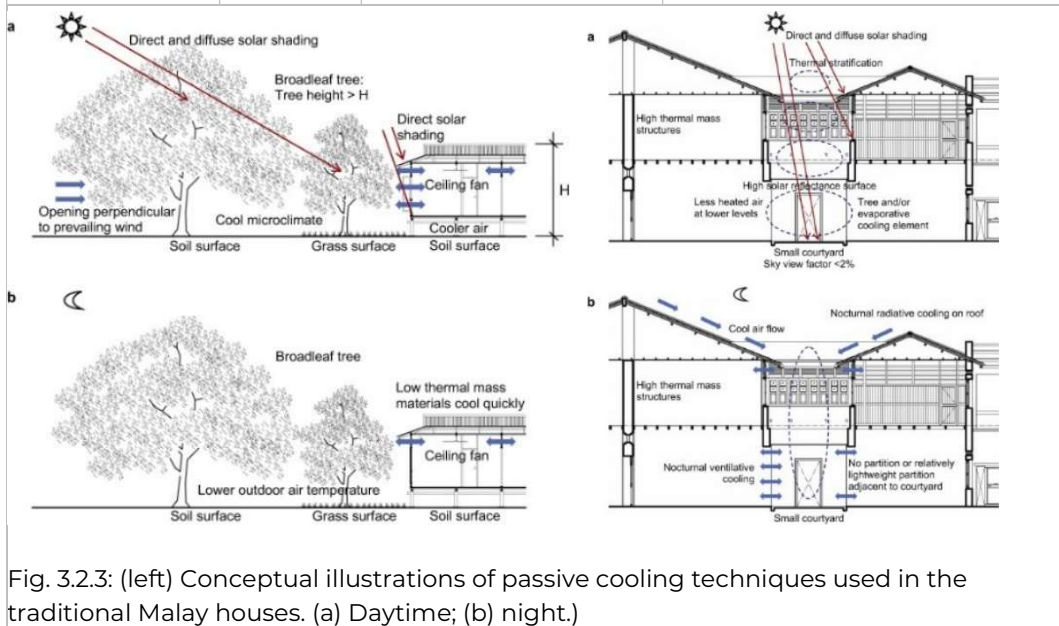 a
Direct and diffuse solar shading
Broadleaf tree:
Tree height > H
Direct solar
shading
Ceiling fan
H
Opening perpendicular
to prevailing wind
Cool microclimate
Cooler air
Soil surface
Grass surface
Soil surface
b
Broadleaf tree
Low thermal mass
materials cool quickly
Ceiling fan
Lower outdoor air temperature
Soil surface
Grass surface
Soil surface
a
Direct and diffuse solar shading
Thermal stratification
High thermal mass
structures
High solar reflectance surface
Less heated air
at lower levels
Tree and/or
evaporative
cooling element
Small courtyard
Sky view factor <2%
b
Nocturnal radiative cooling on roof
Cool air flow
High thermal mass
structures
Nocturnal ventilative
cooling
No partition or relatively
lightweight partition
adjacent to courtyard
Small courtyard
Fig. 3.2.3: (left) Conceptual illustrations of passive cooling techniques used in the
traditional Malay houses. (a) Daytime; (b) night.)